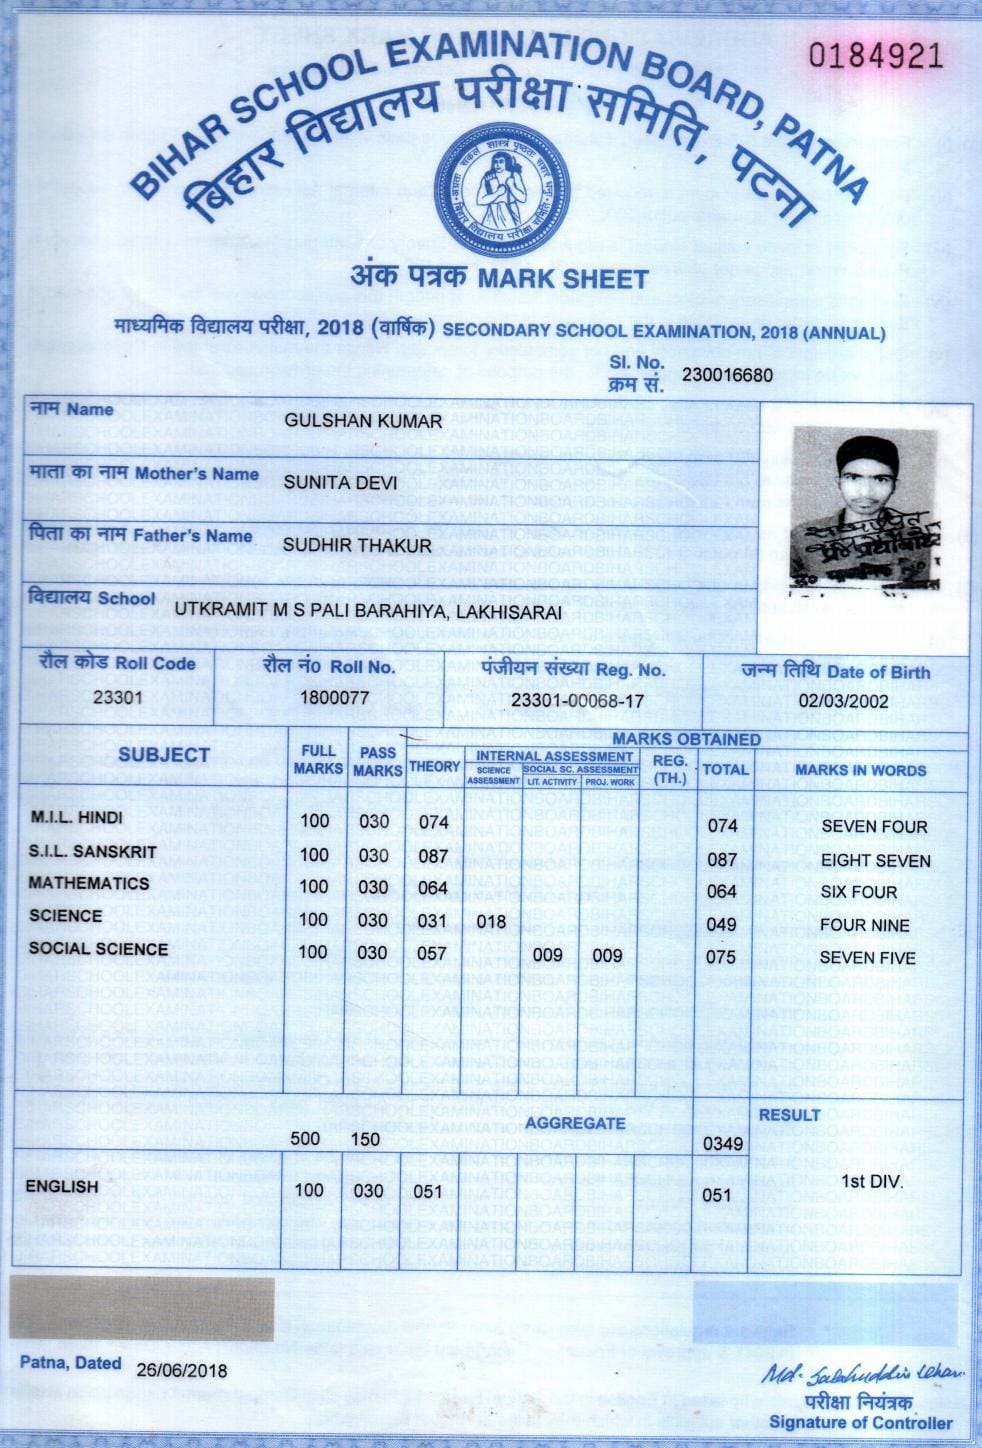 0184921
BIHAR SCHOOL EXAMINATION BOARD, PATNA
बिहार विद्यालय परीक्षा समिति, पटना
अंक पत्रक MARK SHEET
माध्यमिक विद्यालय परीक्षा, 2018 (वार्षिक) SECONDARY SCHOOL EXAMINATION, 2018 (ANNUAL)
Sl. No.
क्रम सं. 230016680
नाम Name GULSHAN KUMAR
माता का नाम Mother's Name SUNITA DEVI
पिता का नाम Father's Name SUDHIR THAKUR
विद्यालय School UTKRAMIT M S PALI BARAHIYA, LAKHISARAI
रौल कोड Roll Code रौल नं० Roll No. पंजीयन संख्या Reg. No. जन्म तिथि Date of Birth
23301 1800077 23301-00068-17 02/03/2002
MARKS OBTAINED
SUBJECT FULL MARKS PASS MARKS THEORY INTERNAL ASSESSMENT REG. (TH.) TOTAL MARKS IN WORDS
SCIENCE ASSESSMENT SOCIAL SC. ASSESSMENT
LIT. ACTIVITY PROJ. WORK
M.I.L. HINDI 100 030 074 074 SEVEN FOUR
S.I.L. SANSKRIT 100 030 087 087 EIGHT SEVEN
MATHEMATICS 100 030 064 064 SIX FOUR
SCIENCE 100 030 031 018 049 FOUR NINE
SOCIAL SCIENCE 100 030 057 009 009 075 SEVEN FIVE
AGGREGATE RESULT
500 150 0349
ENGLISH 100 030 051 051 1st DIV.
Patna, Dated 26/06/2018
परीक्षा नियंत्रक
Signature of Controller